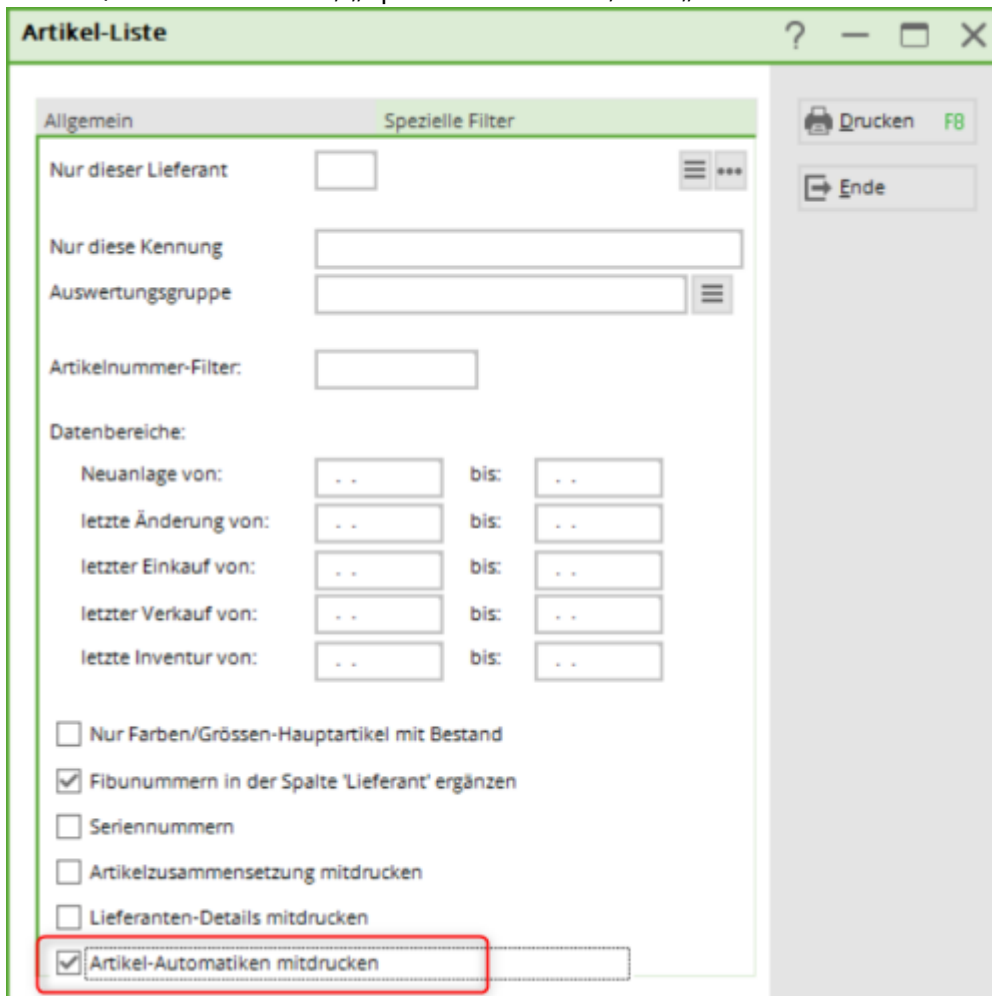 Artikel-Liste
Allgemein Spezielle Filter
Drucken F8
Nur dieser Lieferant
Ende
Nur diese Kennung
Auswertungsgruppe
Artikelnummer-Filter:
Datenbereiche:
Neuanlage von: . . bis: . .
letzte Änderung von: . . bis: . .
letzter Einkauf von: . . bis: . .
letzter Verkauf von: . . bis: . .
letzte Inventur von: . . bis: . .
Nur Farben/Grössen-Hauptartikel mit Bestand
Fibunummern in der Spalte 'Lieferant' ergänzen
Seriennummern
Artikelzusammensetzung mitdrucken
Lieferanten-Details mitdrucken
Artikel-Automatiken mitdrucken